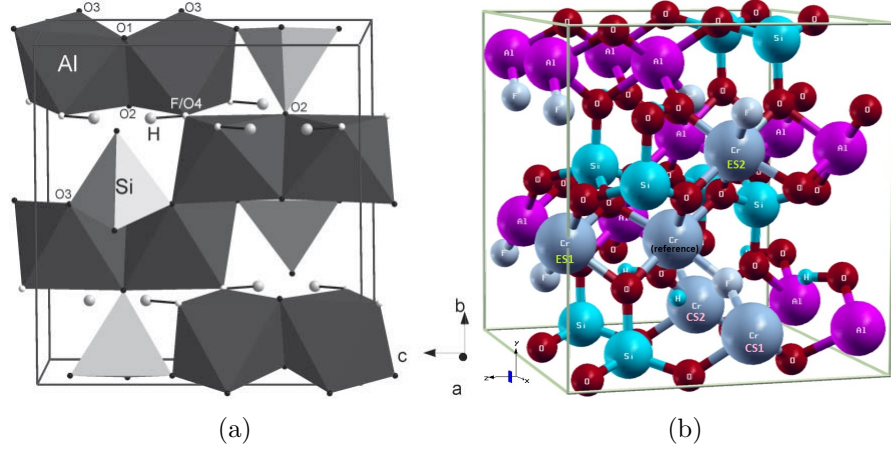 O3 O3
O1
Al
F/O4
O2 O2
H
Si
O3
b
c
a
Al Al Al Al Al Al Al Al Al Al
Si Si Si Si Si Si Si
O O O O O O O O O O O O O O O O O
F F F F F F
H H H
Cr
ES2
Cr
ES1
Cr
(reference)
Cr
CS2
Cr
CS1
y
z x
(a) (b)